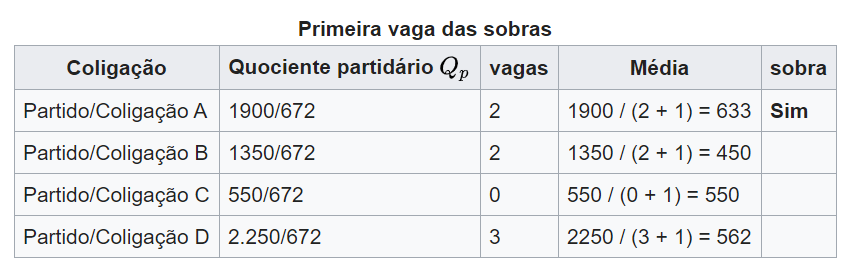 Primeira vaga das sobras
Coligação Quociente partidário Qp vagas Média sobra
Partido/Coligação A 1900/672 2 1900 / (2 + 1) = 633 Sim
Partido/Coligação B 1350/672 2 1350 / (2 + 1) = 450
Partido/Coligação C 550/672 0 550 / (0 + 1) = 550
Partido/Coligação D 2.250/672 3 2250 / (3 + 1) = 562